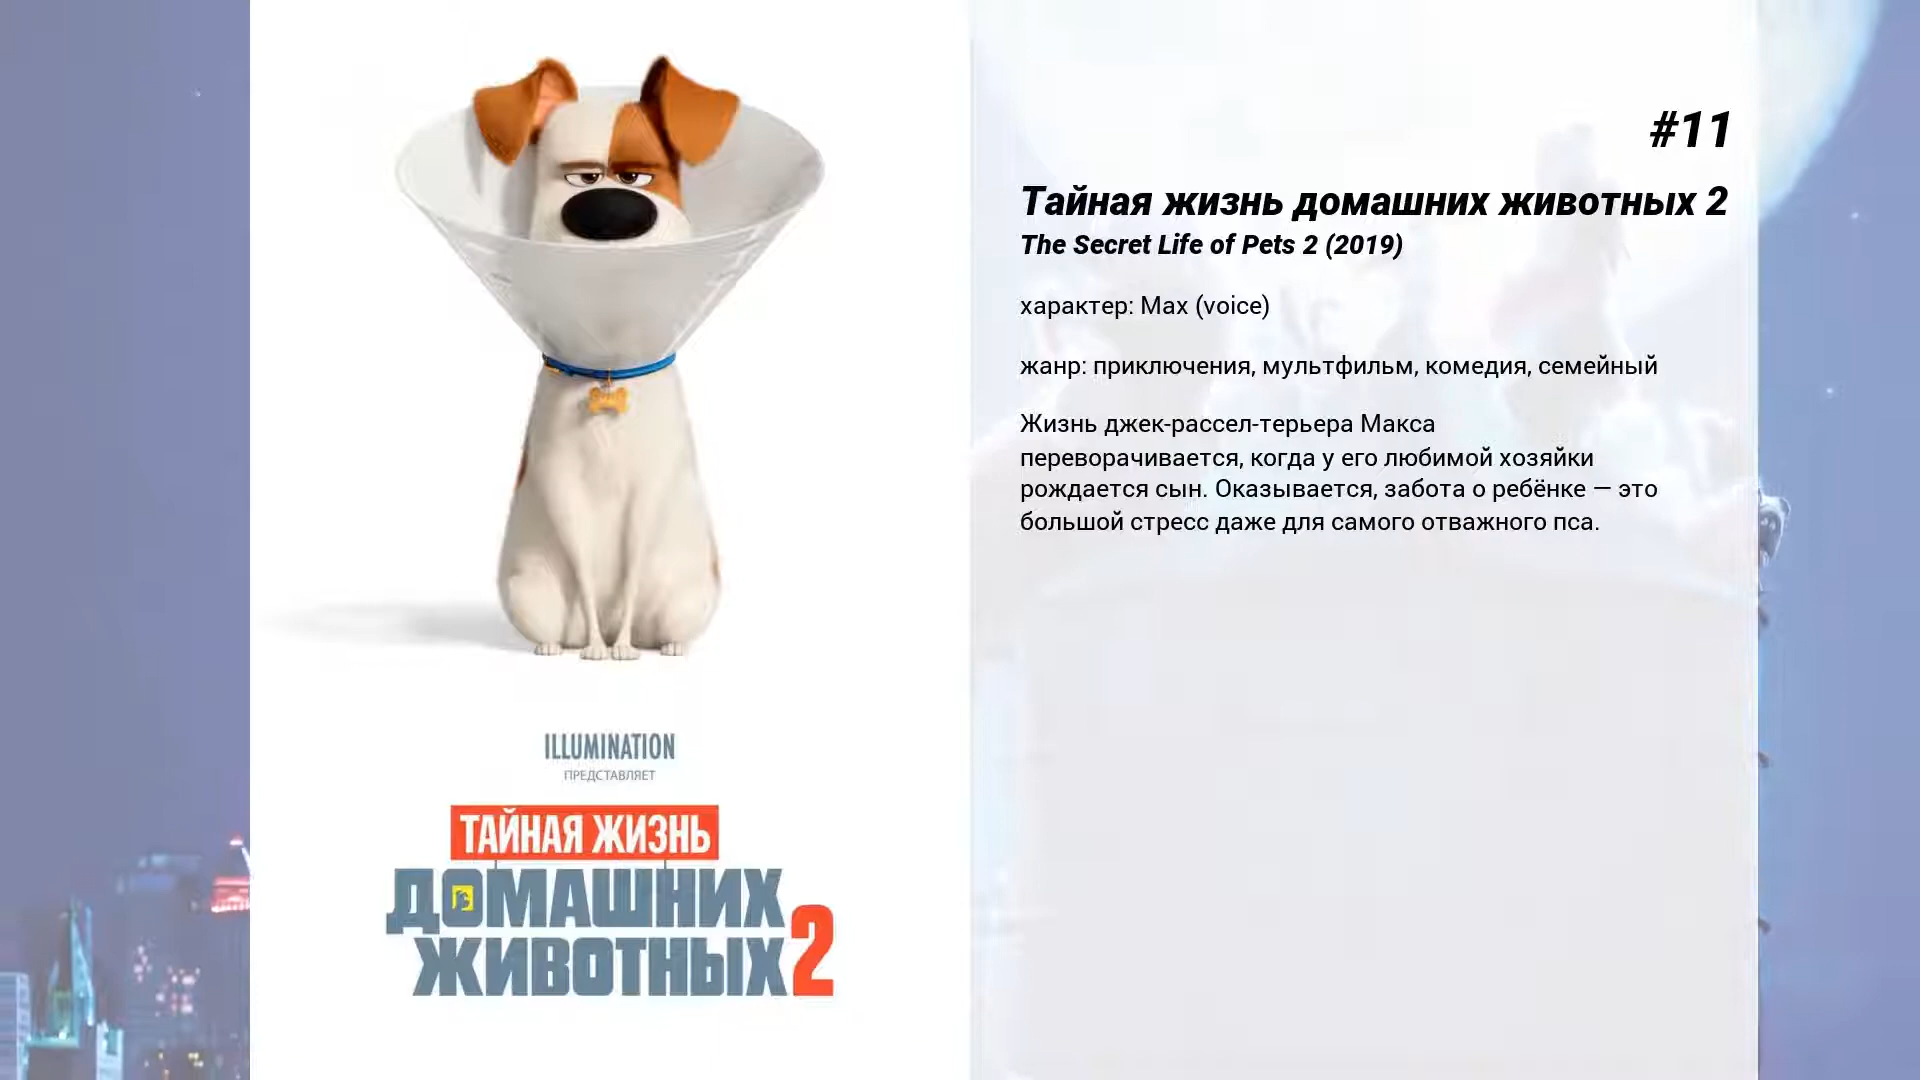 #11
Тайная жизнь домашних животных 2
The Secret Life of Pets 2 (2019)
характер: Max (voice)
жанр: приключения, мультфильм, комедия, семейный
Жизнь джек-рассел-терьера Макса
переворачивается, когда у его любимой хозяйки
рождается сын. Оказывается, забота о ребёнке — это
большой стресс даже для самого отважного пса.
ILLUMINATION
ПРЕДСТАВЛЯЕТ
ТАЙНАЯ ЖИЗНЬ
ДОМАШНИХ
ЖИВОТНЫХ 2